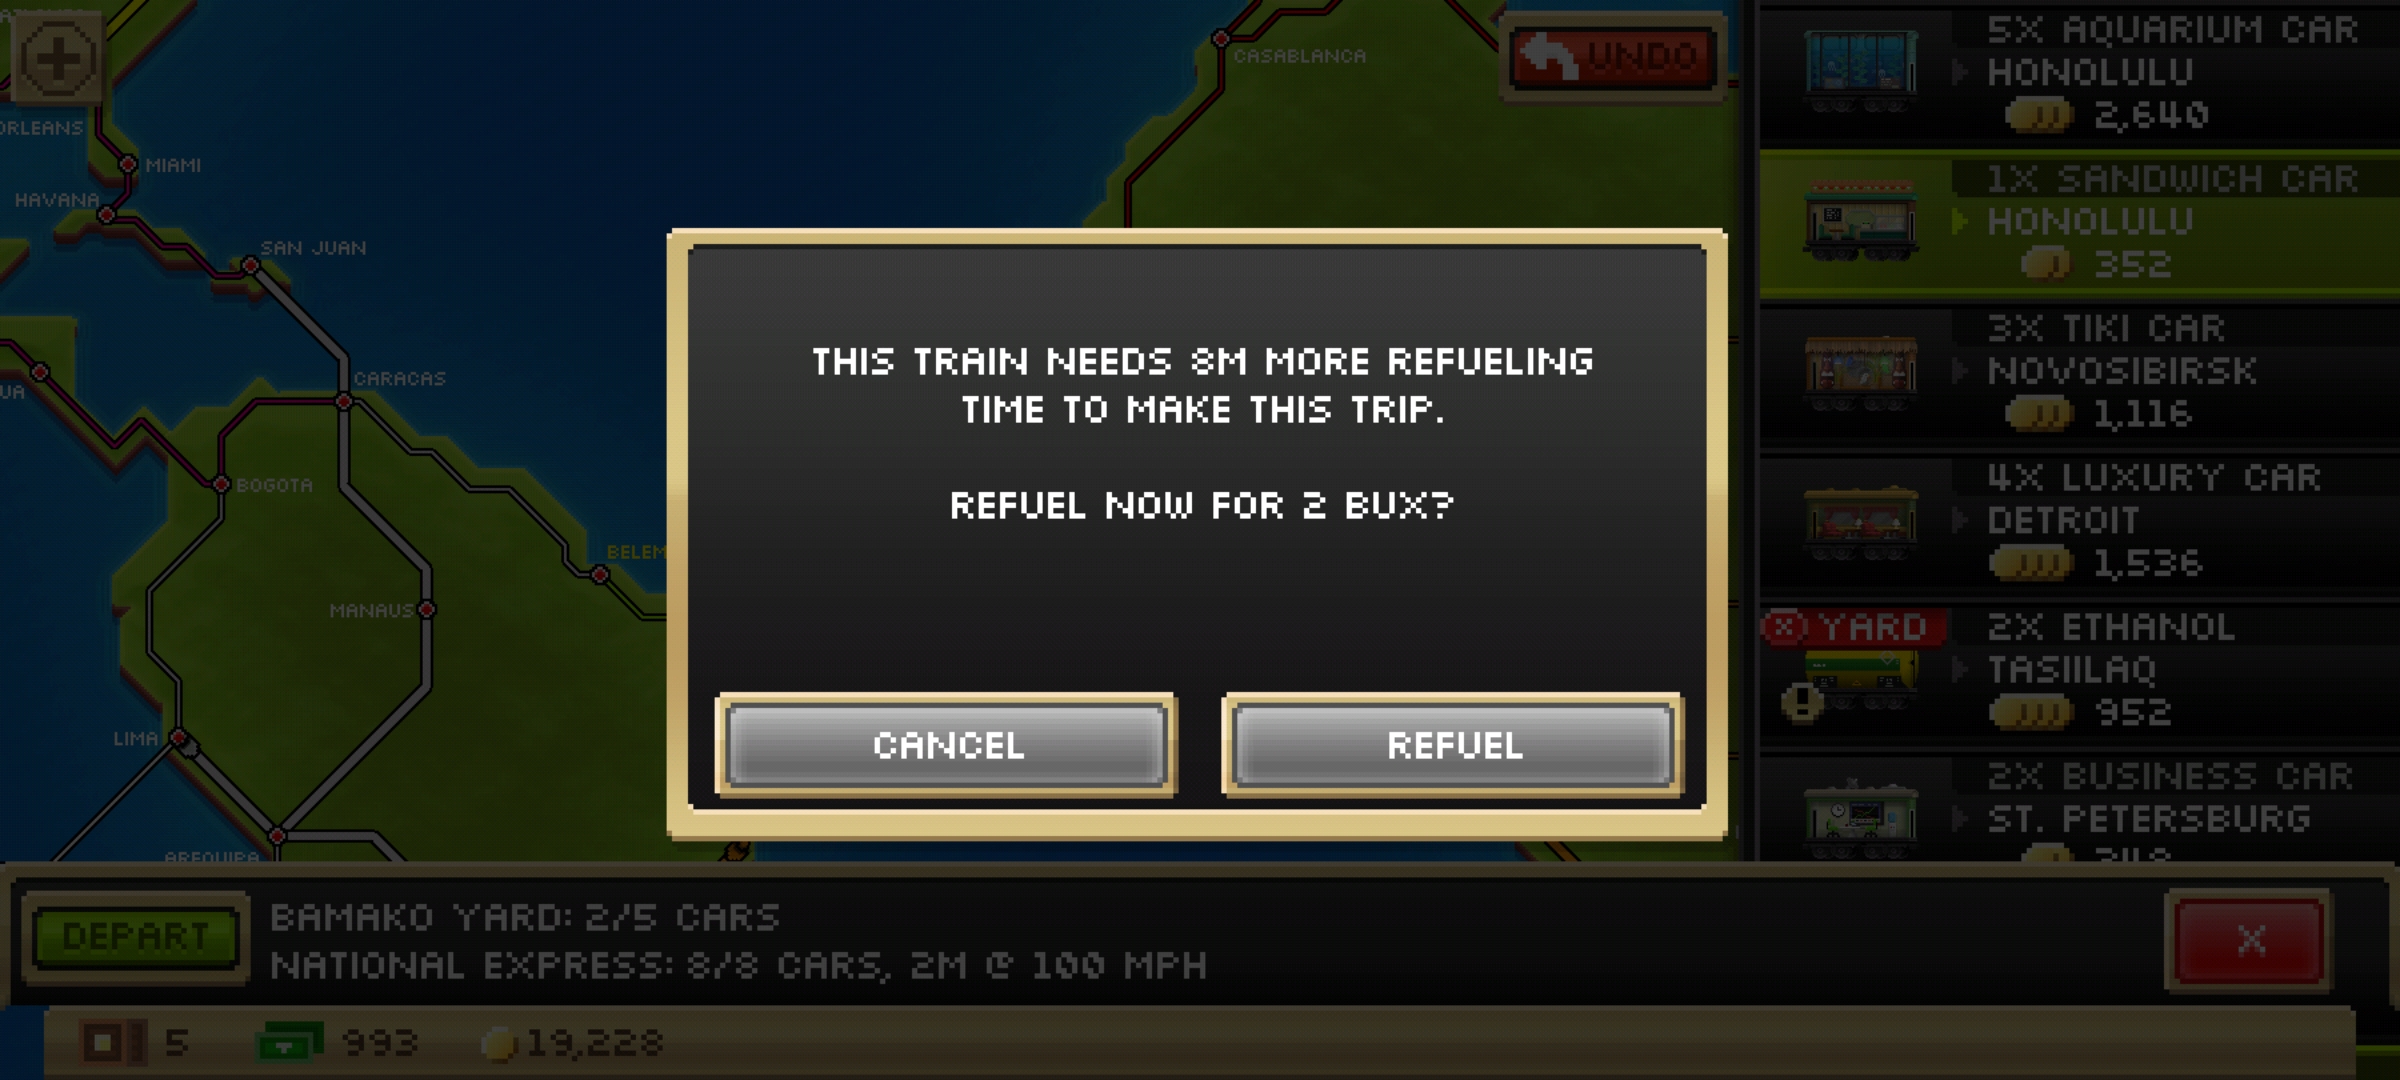 UNDO
CASABLANCA
ORLEANS
MIAMI
HAVANA
SAN JUAN
CARACAS
UA
BOGOTA
BELEM
MANAUS
LIMA
AREQUIPA
THIS TRAIN NEEDS 8M MORE REFUELING
TIME TO MAKE THIS TRIP.
REFUEL NOW FOR 2 BUX?
CANCEL
REFUEL
5X AQUARIUM CAR
HONOLULU
2,640
1X SANDWICH CAR
HONOLULU
352
3X TIKI CAR
NOVOSIBIRSK
1,116
4X LUXURY CAR
DETROIT
1,536
YARD
2X ETHANOL
TASIILAQ
952
2X BUSINESS CAR
ST. PETERSBURG
DEPART
BAMAKO YARD: 2/5 CARS
NATIONAL EXPRESS: 8/8 CARS, 2M @ 100 MPH
X
5
993
19,228